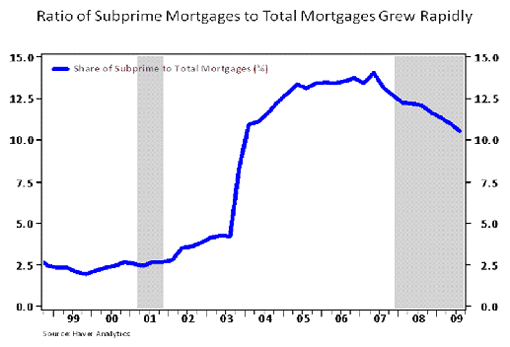 Ratio of Subprime Mortgages to Total Mortgages Grew Rapidly
15.0 15.0
Share of Subprime to Total Mortgages (%)
12.5 12.5
10.0 10.0
7.5 7.5
5.0 5.0
2.5 2.5
0.0 0.0
99 00 01 02 03 04 05 06 07 08 09
Source: Haver Analytics